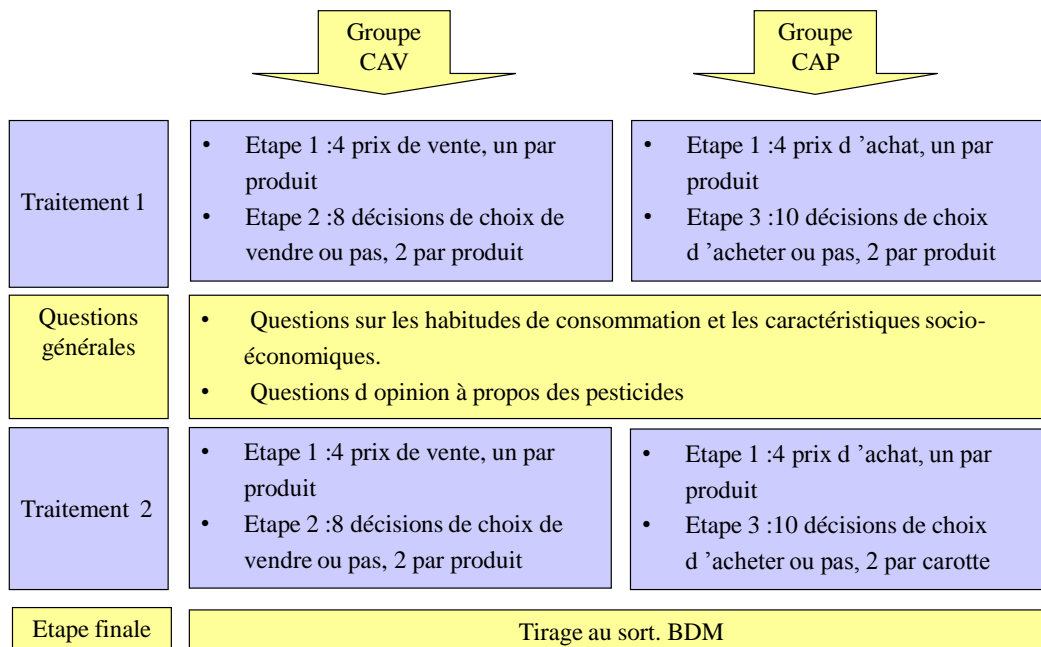 Groupe
CAV
Groupe
CAP
Traitement 1
• Etape 1 :4 prix de vente, un par
produit
• Etape 2 :8 décisions de choix de
vendre ou pas, 2 par produit
• Etape 1 :4 prix d ’achat, un par
produit
• Etape 3 :10 décisions de choix
d ’acheter ou pas, 2 par produit
Questions
générales
• Questions sur les habitudes de consommation et les caractéristiques socio-
économiques.
• Questions d opinion à propos des pesticides
Traitement 2
• Etape 1 :4 prix de vente, un par
produit
• Etape 2 :8 décisions de choix de
vendre ou pas, 2 par produit
• Etape 1 :4 prix d ’achat, un par
produit
• Etape 3 :10 décisions de choix
d ’acheter ou pas, 2 par carotte
Etape finale
Tirage au sort. BDM